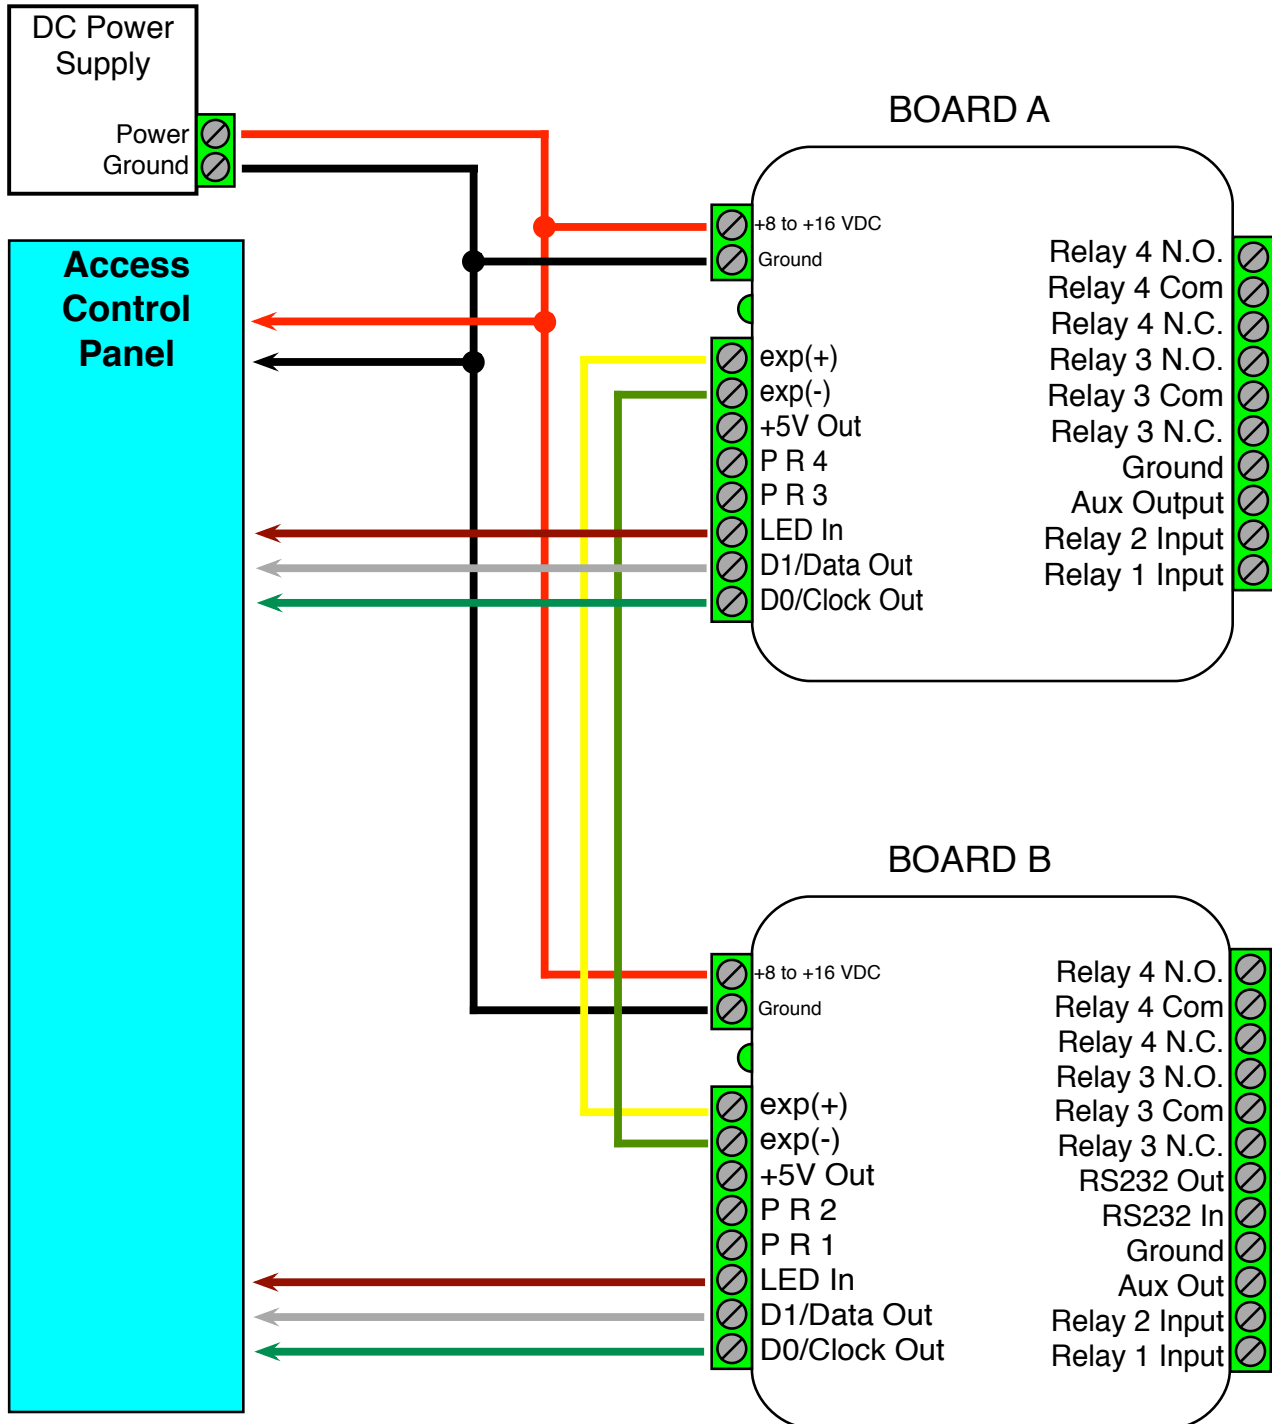 DC Power
Supply
Power
Ground
Access
Control
Panel
BOARD A
+8 to +16 VDC
Ground
exp(+)
exp(-)
+5V Out
P R 4
P R 3
LED In
D1/Data Out
D0/Clock Out
Relay 4 N.O.
Relay 4 Com
Relay 4 N.C.
Relay 3 N.O.
Relay 3 Com
Relay 3 N.C.
Ground
Aux Output
Relay 2 Input
Relay 1 Input
BOARD B
+8 to +16 VDC
Ground
exp(+)
exp(-)
+5V Out
P R 2
P R 1
LED In
D1/Data Out
D0/Clock Out
Relay 4 N.O.
Relay 4 Com
Relay 4 N.C.
Relay 3 N.O.
Relay 3 Com
Relay 3 N.C.
RS232 Out
RS232 In
Ground
Aux Out
Relay 2 Input
Relay 1 Input